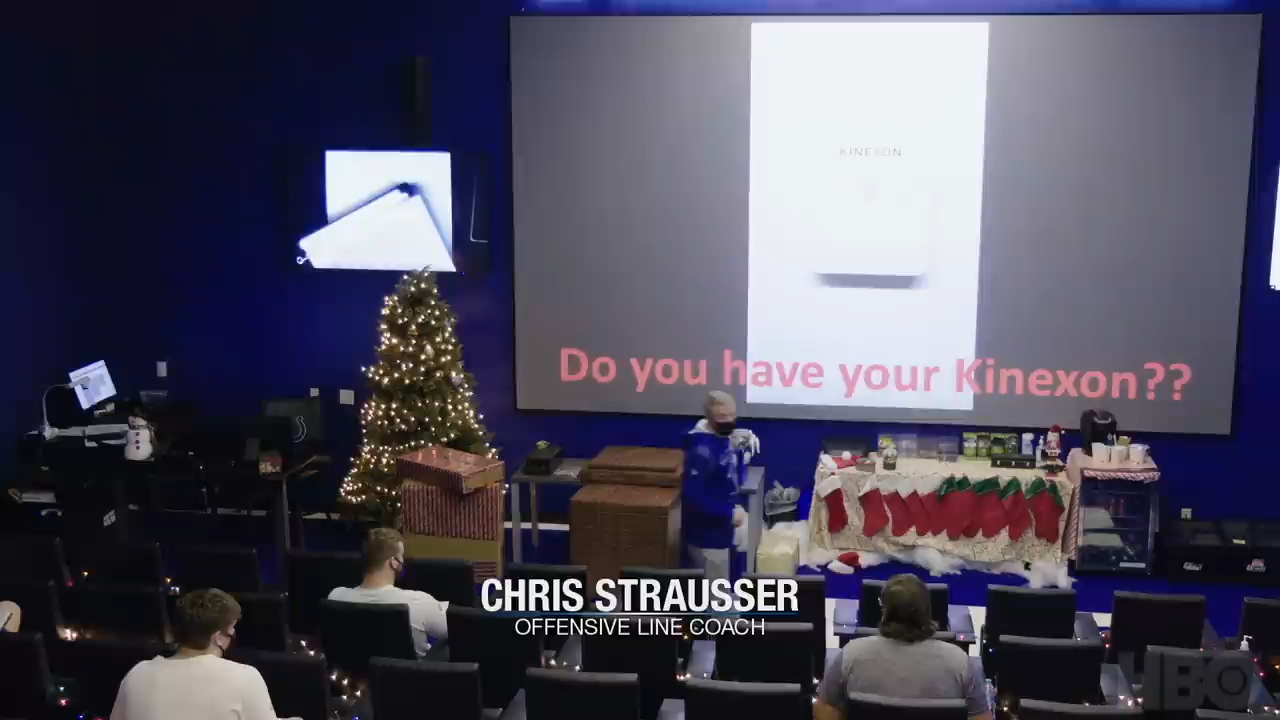 KINEXON
Do you have your Kinexon??
CHRIS STRAUSSER
OFFENSIVE LINE COACH
HBO